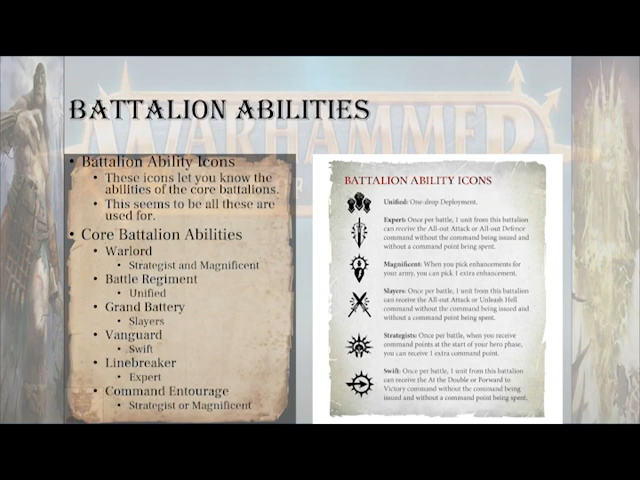 BATTALION ABILITIES
WARHAMMER
• Battalion Ability Icons
• These icons let you know the
abilities of the core battalions.
• This seems to be all these are
used for.
• Core Battalion Abilities
• Warlord
• Strategist and Magnificent
• Battle Regiment
• Unified
• Grand Battery
• Slayers
• Vanguard
• Swift
• Linebreaker
• Expert
• Command Entourage
• Strategist or Magnificent
BATTALION ABILITY ICONS
Unified: One-drop Deployment.
Expert: Once per battle, 1 unit from this battalion
can receive the All-out Attack or All-out Defence
command without the command being issued and
without a command point being spent.
Magnificent: When you pick enhancements for
your army, you can pick 1 extra enhancement.
Slayers: Once per battle, 1 unit from this battalion
can receive the All-out Attack or Unleash Hell
command without the command being issued and
without a command point being spent.
Strategists: Once per battle, when you receive
command points at the start of your hero phase,
you can receive 1 extra command point.
Swift: Once per battle, 1 unit from this battalion
can receive the At the Double or Forward to
Victory command without the command being
issued and without a command point being spent.